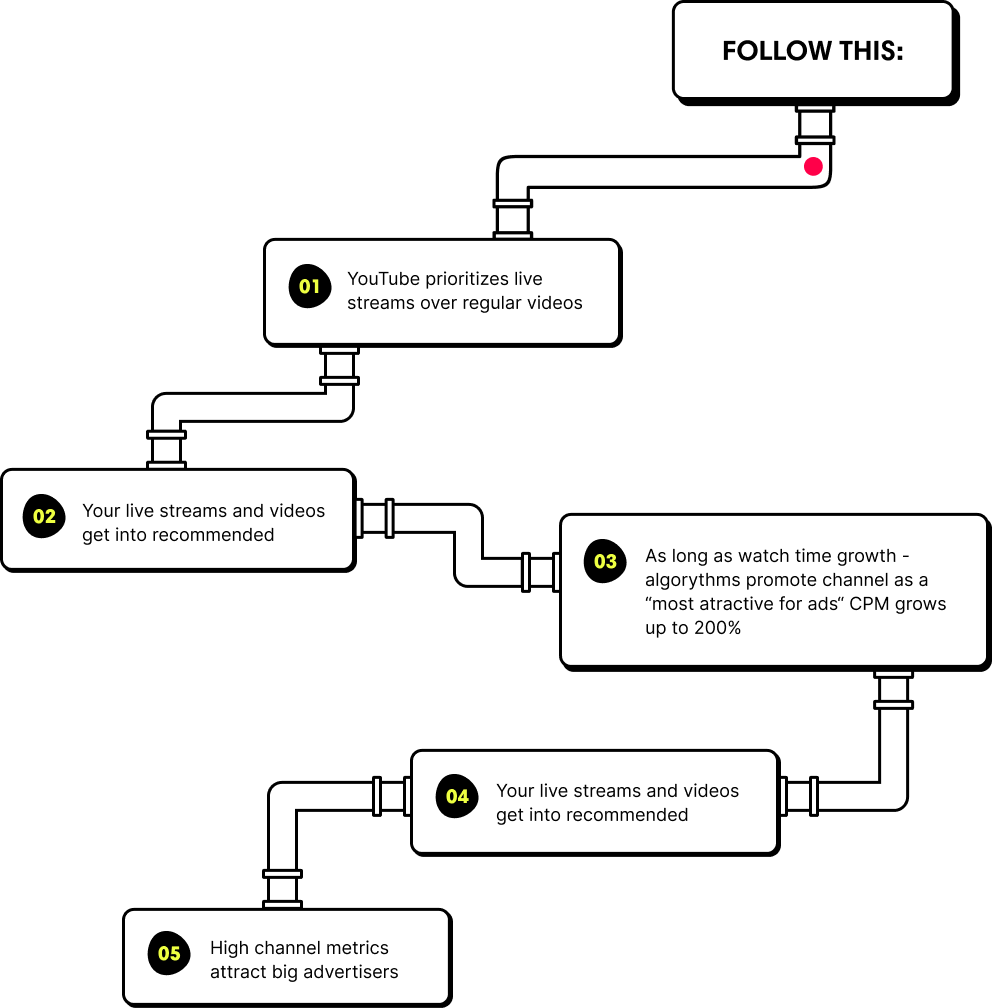 FOLLOW THIS:
01
YouTube prioritizes live
streams over regular videos
02
Your live streams and videos
get into recommended
03
As long as watch time growth -
algorythms promote channel as a
“most atractive for ads“ CPM grows
up to 200%
04
Your live streams and videos
get into recommended
05
High channel metrics
attract big advertisers